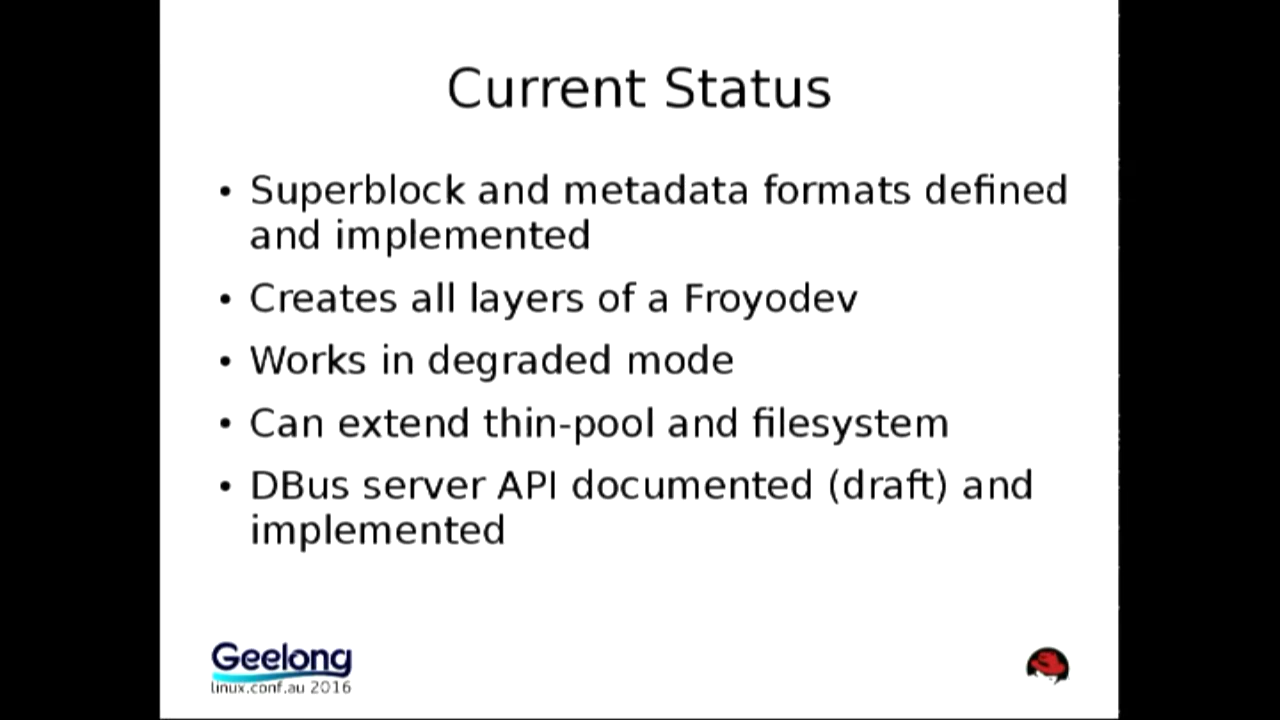 Current Status
• Superblock and metadata formats defined
and implemented
• Creates all layers of a Froyodev
• Works in degraded mode
• Can extend thin-pool and filesystem
• DBus server API documented (draft) and
implemented
Geelong
linux.conf.au 2016